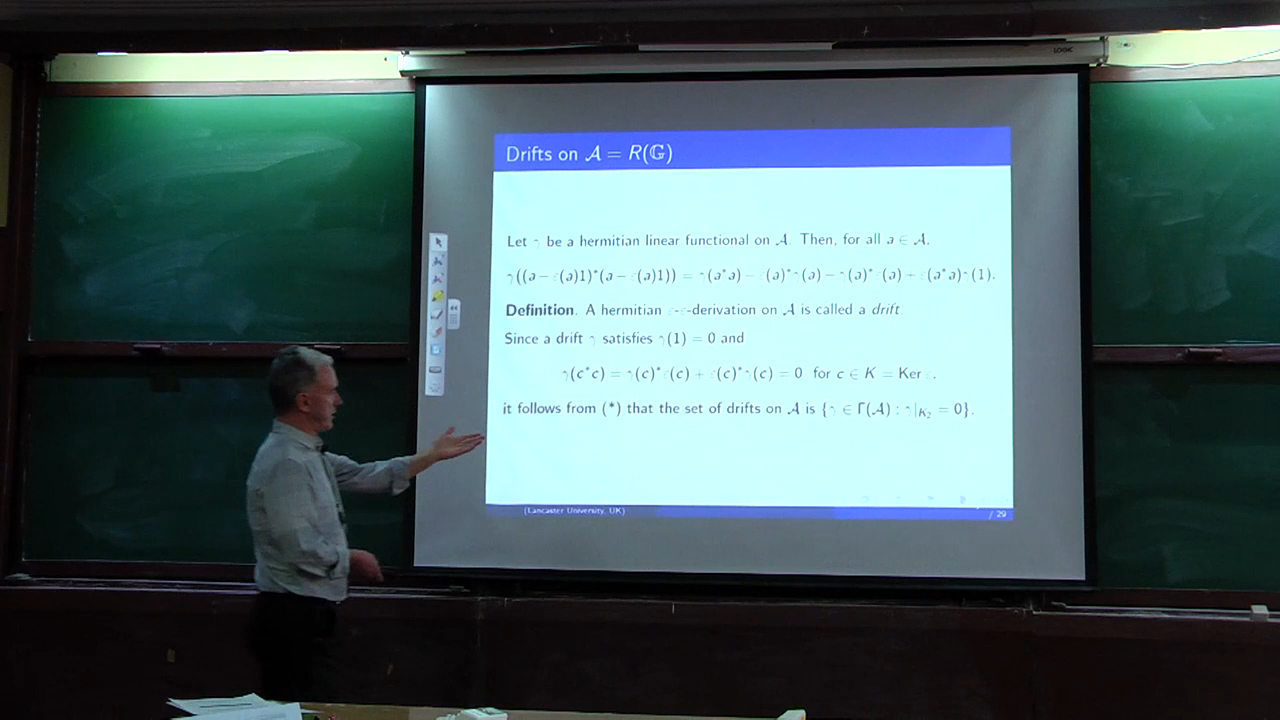 LOGIC
Drifts on 𝒜 = R(𝔾)
Let γ be a hermitian linear functional on 𝒜. Then, for all a ∈ 𝒜,
γ((a − ε(a)1)*(a − ε(a)1)) = γ(a*a) − ε(a)*γ(a) − γ(a)*ε(a) + ε(a*a)γ(1).
Definition. A hermitian ε-ε-derivation on 𝒜 is called a drift.
Since a drift γ satisfies γ(1) = 0 and
γ(c*c) = γ(c)*ε(c) + ε(c)*γ(c) = 0 for c ∈ K = Ker ε,
it follows from (*) that the set of drifts on 𝒜 is {γ ∈ Γ(𝒜) : γ|K₂ = 0}.
(Lancaster University, UK)
/ 29